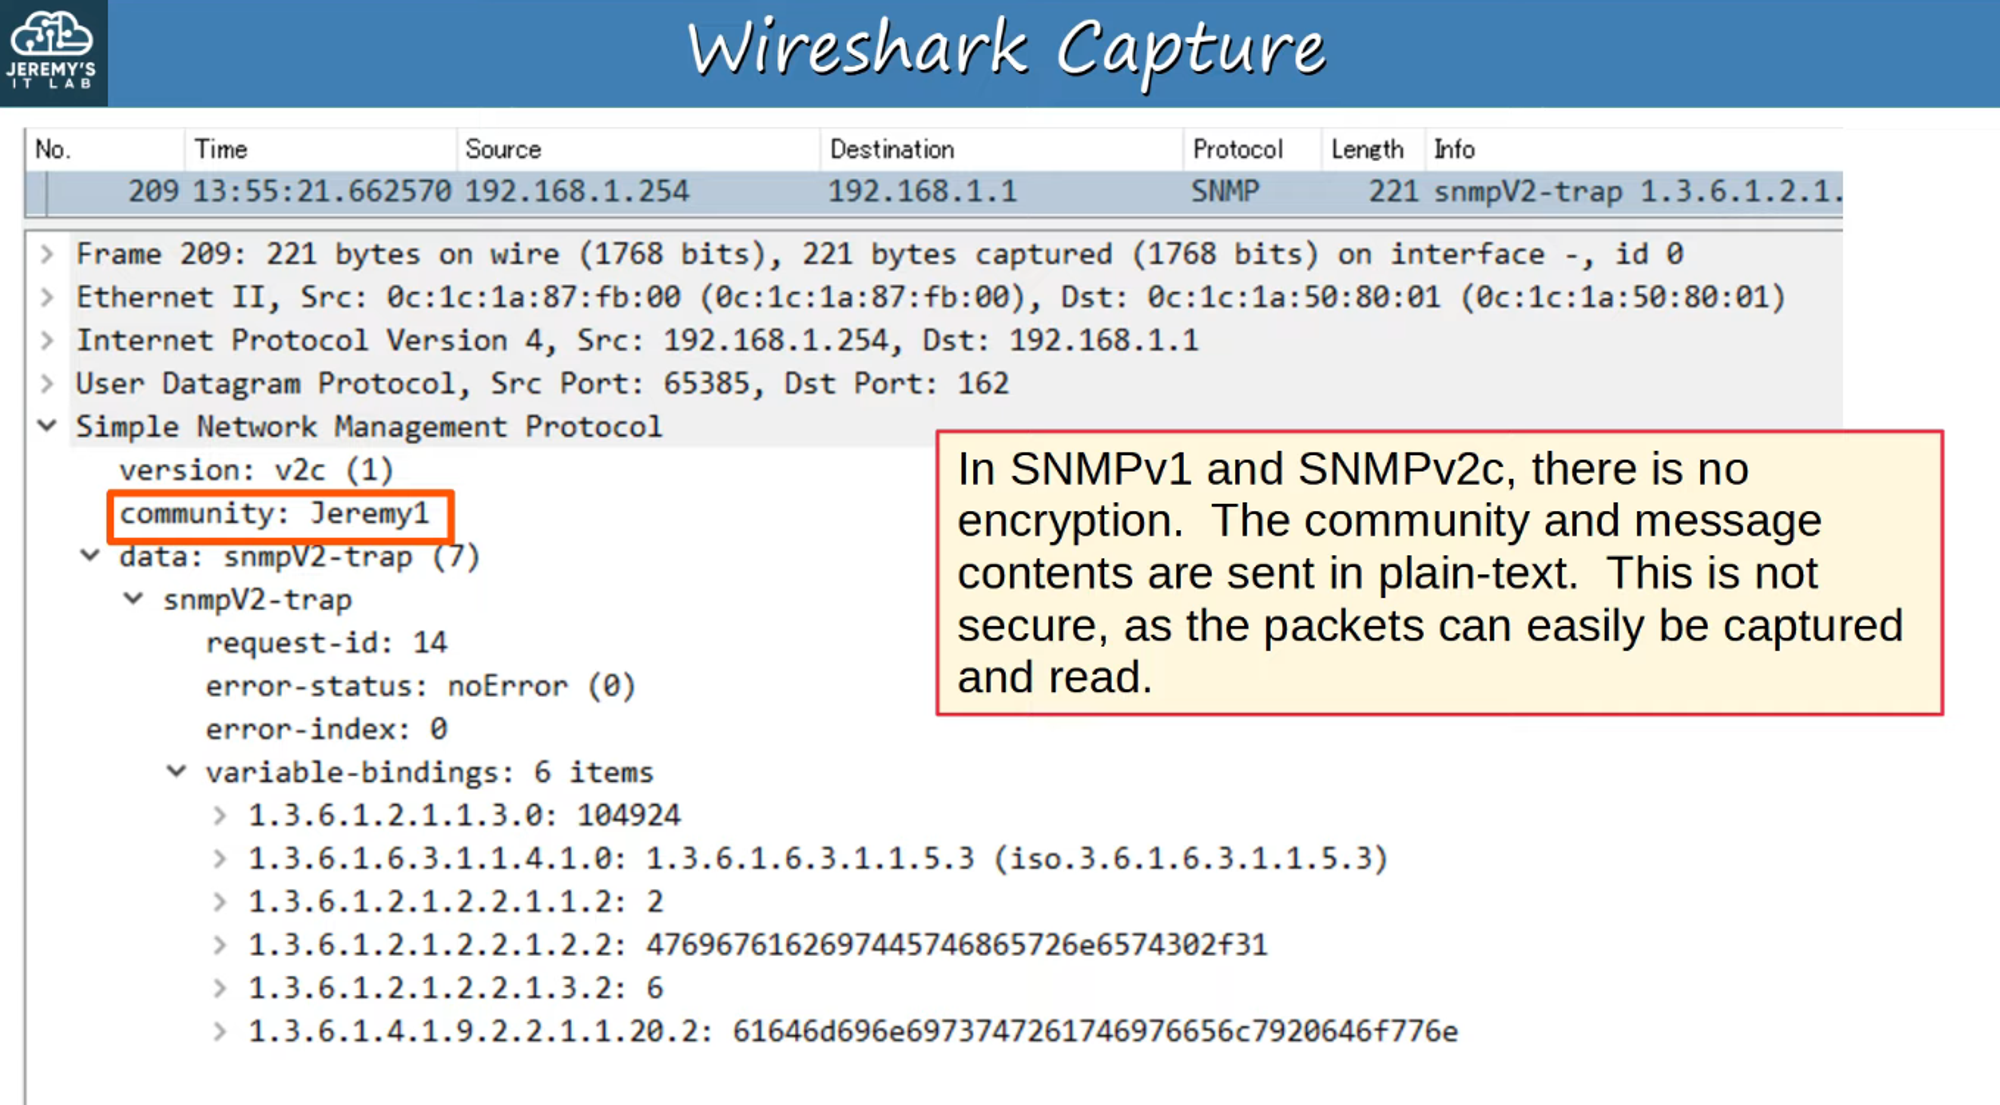 JEREMY'S
IT LAB
Wireshark Capture
No. Time Source Destination Protocol Length Info
209 13:55:21.662570 192.168.1.254 192.168.1.1 SNMP 221 snmpV2-trap 1.3.6.1.2.1.
Frame 209: 221 bytes on wire (1768 bits), 221 bytes captured (1768 bits) on interface -, id 0
Ethernet II, Src: 0c:1c:1a:87:fb:00 (0c:1c:1a:87:fb:00), Dst: 0c:1c:1a:50:80:01 (0c:1c:1a:50:80:01)
Internet Protocol Version 4, Src: 192.168.1.254, Dst: 192.168.1.1
User Datagram Protocol, Src Port: 65385, Dst Port: 162
Simple Network Management Protocol
version: v2c (1)
community: Jeremy1
data: snmpV2-trap (7)
snmpV2-trap
request-id: 14
error-status: noError (0)
error-index: 0
variable-bindings: 6 items
1.3.6.1.2.1.1.3.0: 104924
1.3.6.1.6.3.1.1.4.1.0: 1.3.6.1.6.3.1.1.5.3 (iso.3.6.1.6.3.1.1.5.3)
1.3.6.1.2.1.2.2.1.1.2: 2
1.3.6.1.2.1.2.2.1.2.2: 4769676162697445746865726e6574302f31
1.3.6.1.2.1.2.2.1.3.2: 6
1.3.6.1.4.1.9.2.2.1.1.20.2: 61646d696e6973747261746976656c7920646f776e
In SNMPv1 and SNMPv2c, there is no
encryption. The community and message
contents are sent in plain-text. This is not
secure, as the packets can easily be captured
and read.